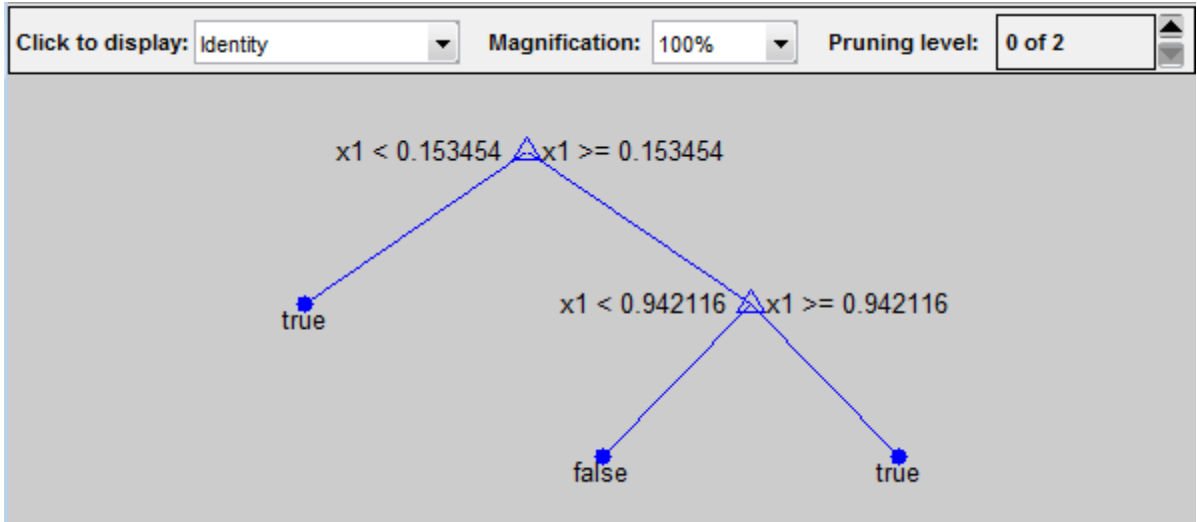 Click to display: Identity Magnification: 100% Pruning level: 0 of 2
x1 < 0.153454 x1 >= 0.153454
true
x1 < 0.942116 x1 >= 0.942116
false
true